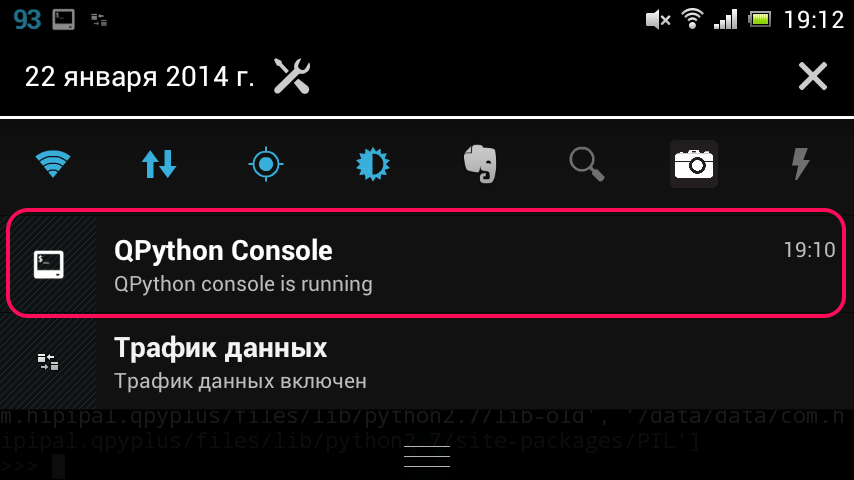 93 19:12
22 января 2014 г.
QPython Console 19:10
QPython console is running
Трафик данных
Трафик данных включен
m.hipipal.qpyplus/files/lib/python2.7/lib-old', '/data/data/com.h
ipipal.qpyplus/files/lib/python2.7/site-packages/PIL']
>>>